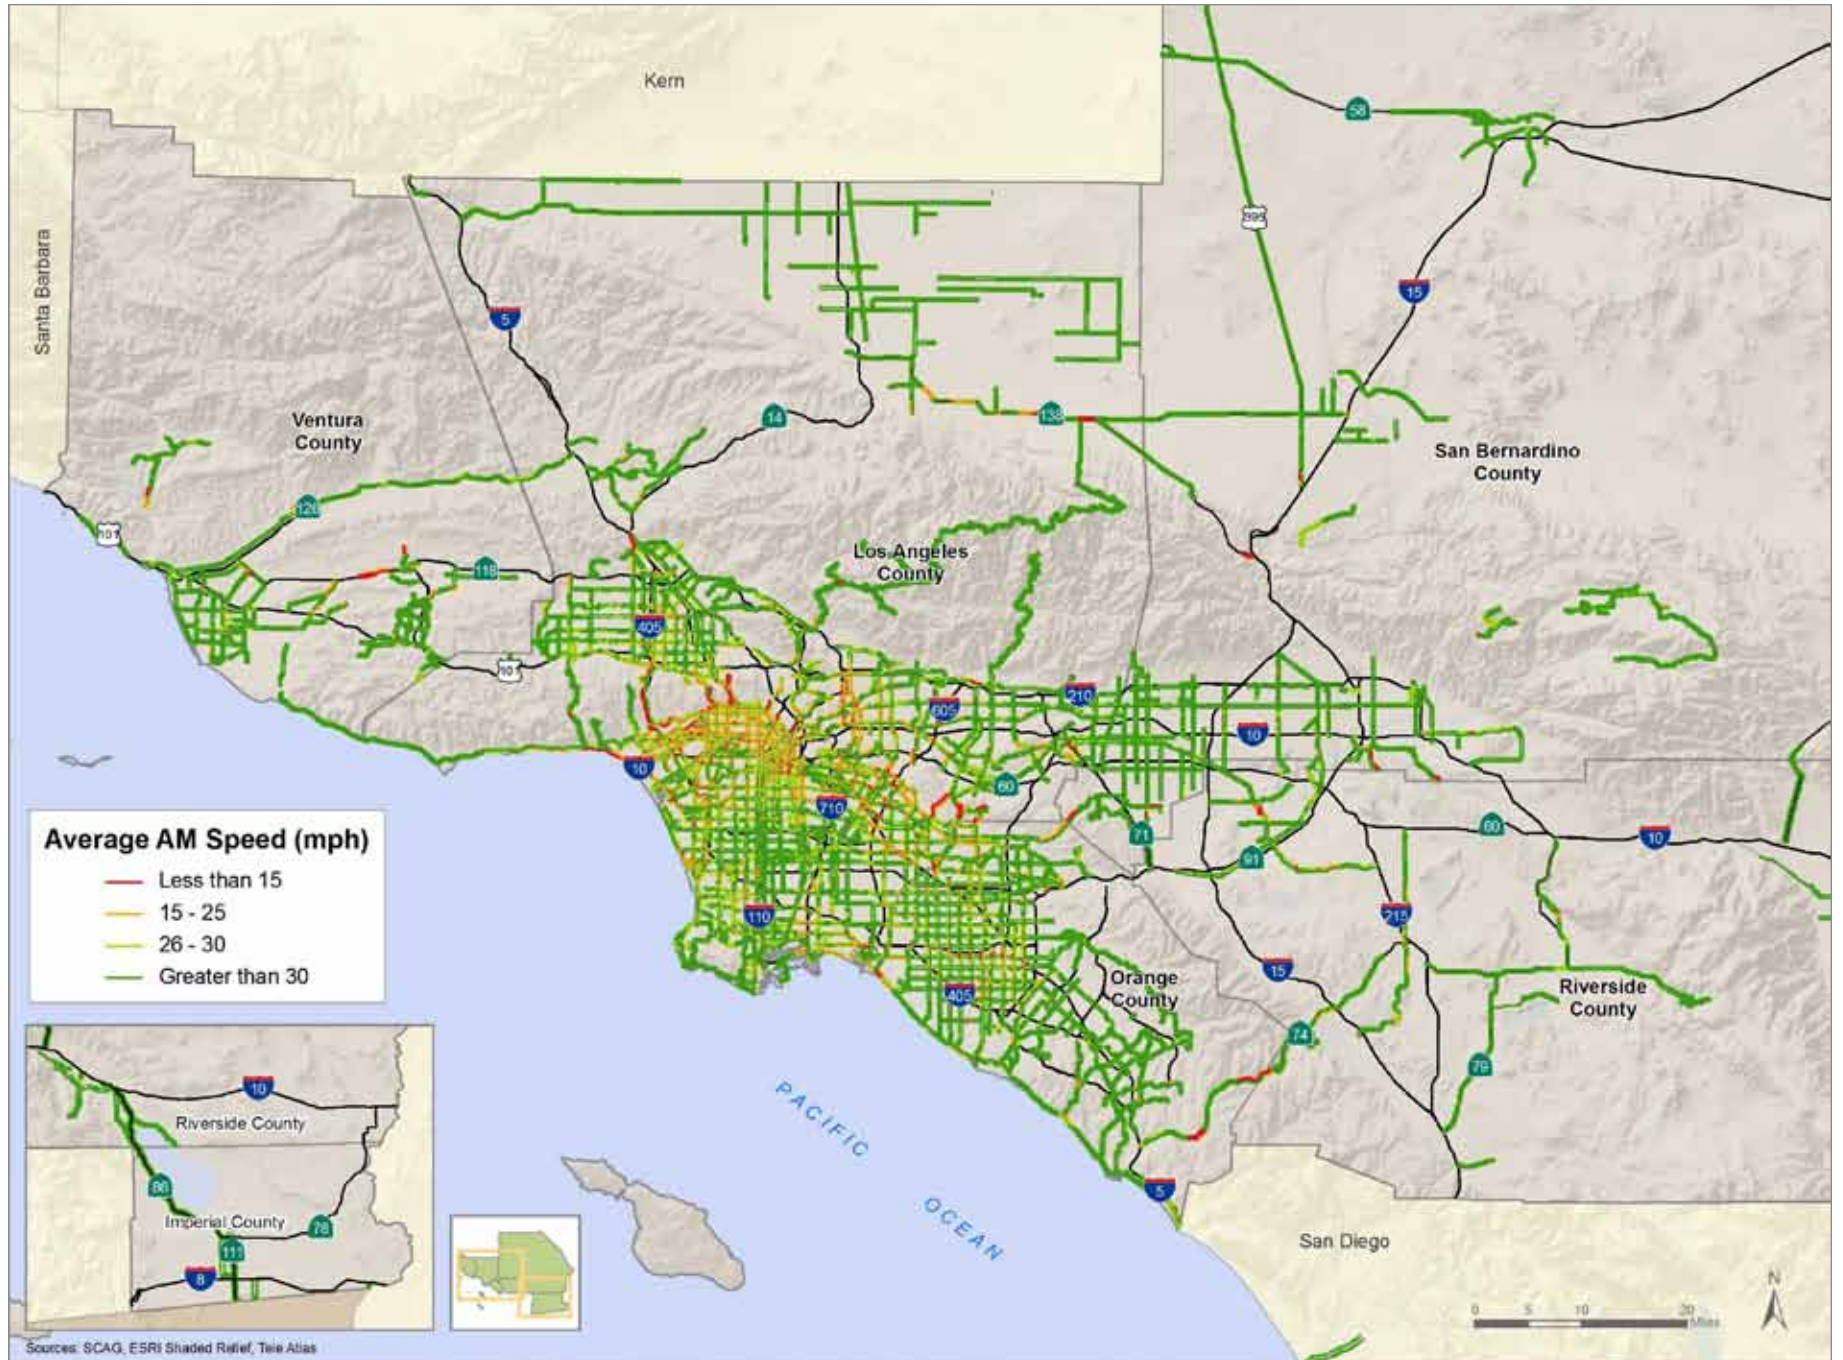 Kern
Santa Barbara
58
395
15
5
Ventura
County
14
138
San Bernardino
County
126
101
Los Angeles
County
118
405
101
210
605
10
10
60
710
71
60
10
91
110
215
405
Orange
County
15
Riverside
County
74
79
5
San Diego
PACIFIC
OCEAN
Average AM Speed (mph)
Less than 15
15 - 25
26 - 30
Greater than 30
10
Riverside County
86
Imperial County
78
111
8
N
0 5 10 20
Miles
Sources: SCAG, ESRI Shaded Relief, Tele Atlas